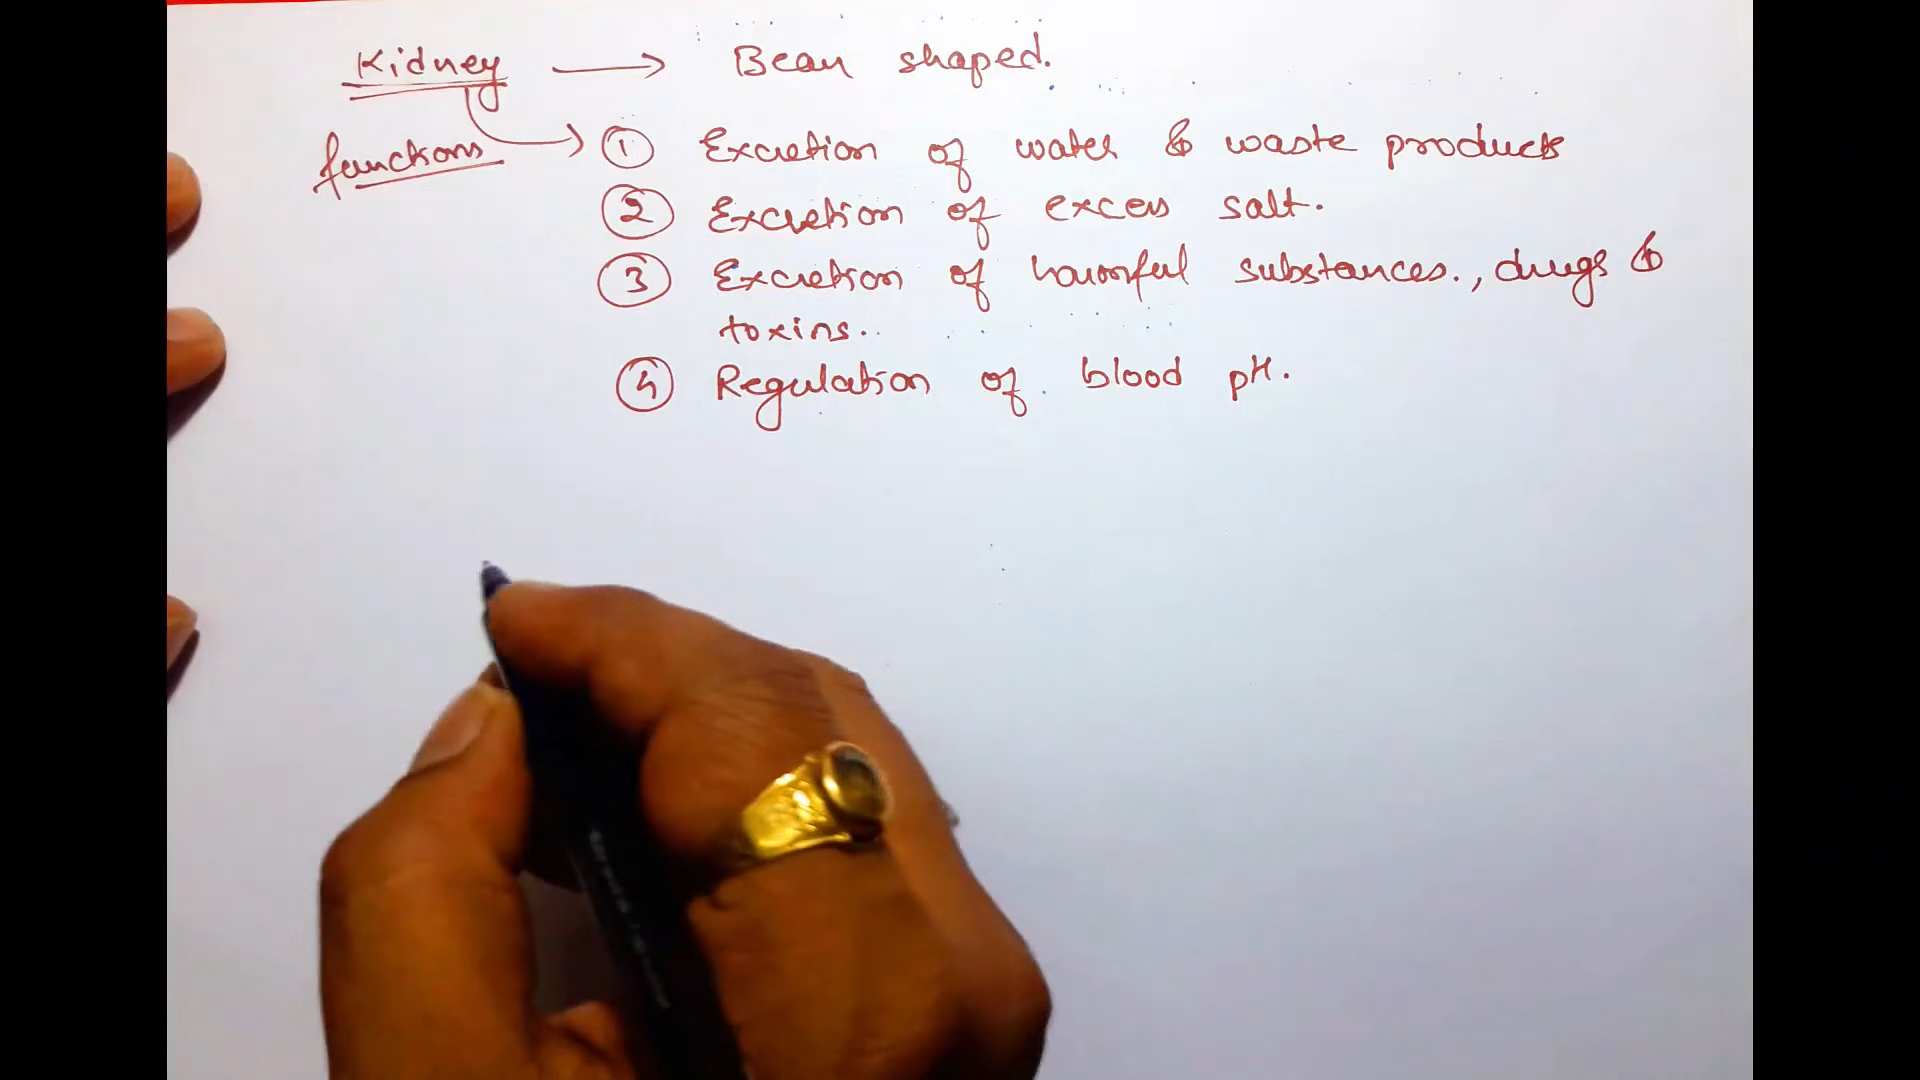 Kidney → Bean shaped.
functions → ① Excretion of water & waste products
② Excretion of excess salt.
③ Excretion of harmful substances., drugs &
toxins.
④ Regulation of blood pH.